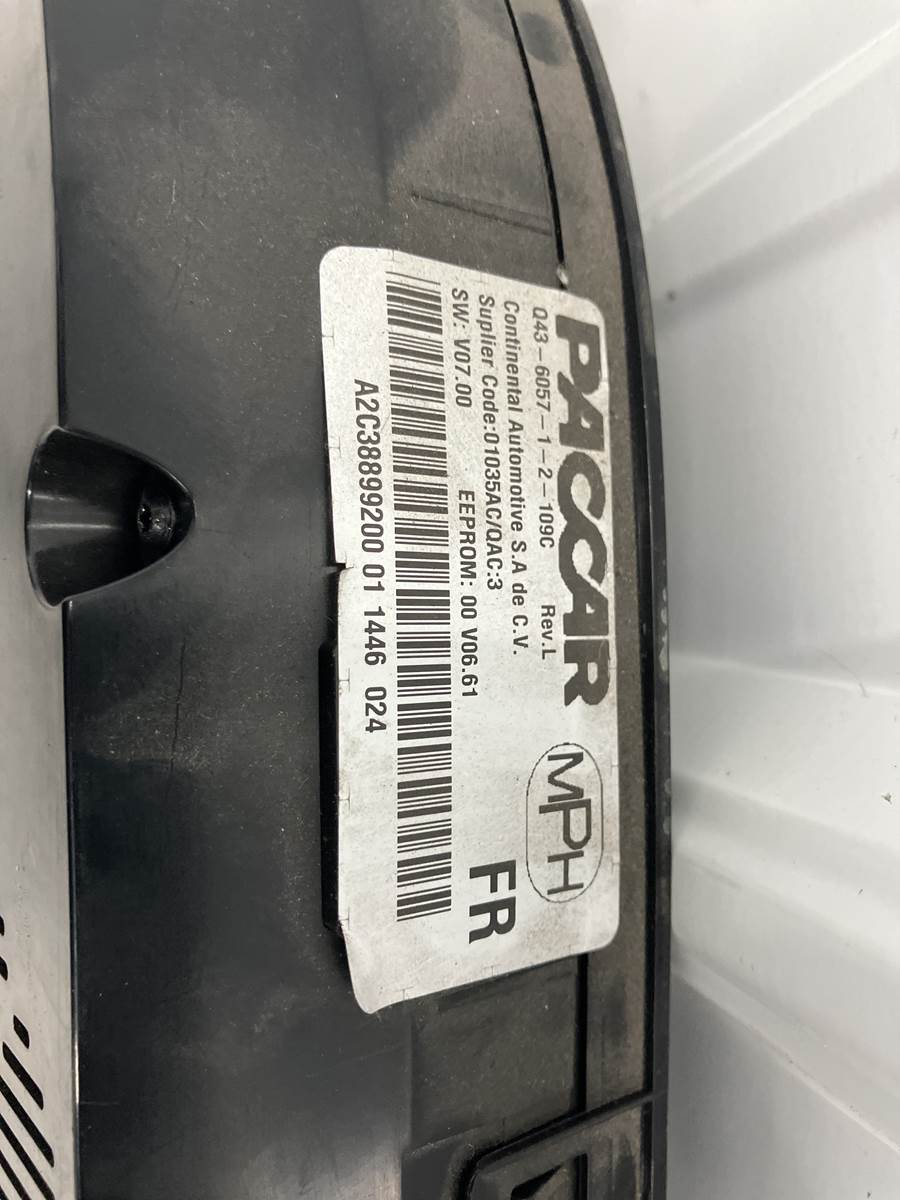 PACCAR
MPH
Q43-6057-1-2-109C Rev.L
Continental Automotive S.A de C.V.
Suplier Code:01035AC/QAC:3
SW: V07.00 EEPROM: 00 V06.61
FR
A2C38899200 01 1446 024